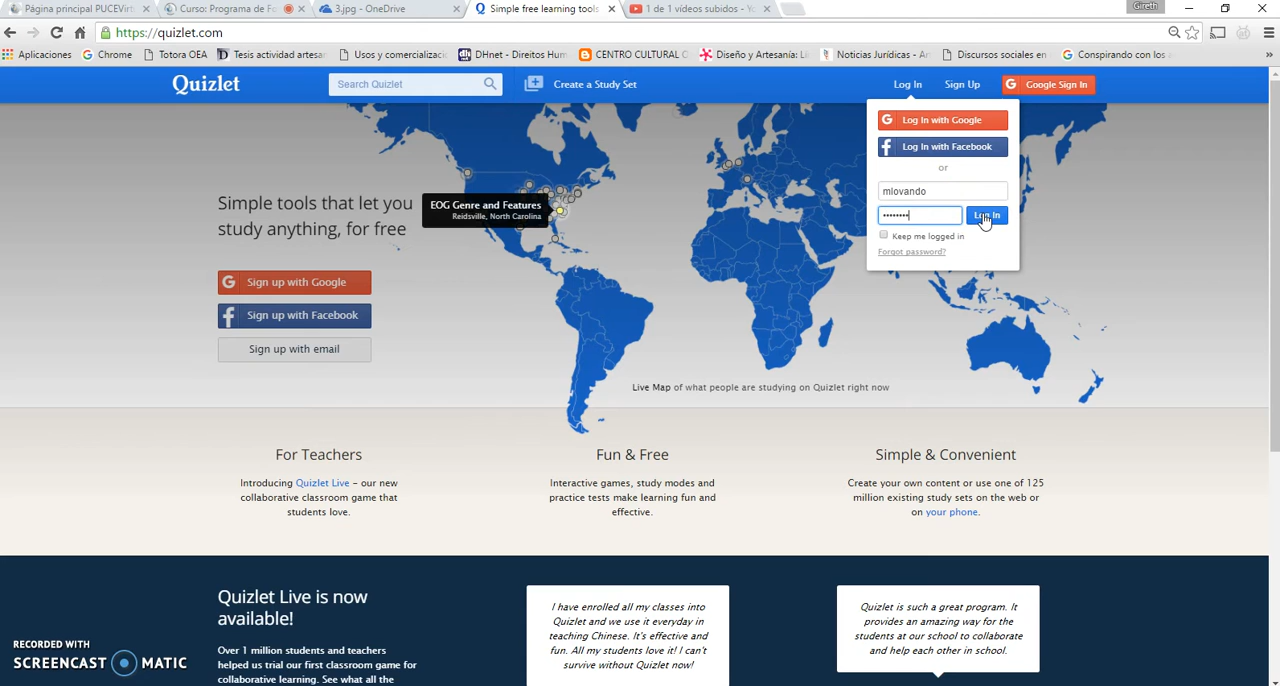 Página principal PUCEVirt
Curso: Programa de Fo
3.jpg - OneDrive
Simple free learning tools
1 de 1 vídeos subidos - Yo
Gireth
https://quizlet.com
Aplicaciones
Chrome
Totora OEA
Tesis actividad artesa
Usos y comercializac
DHnet - Direitos Hum
CENTRO CULTURAL C
Diseño y Artesanía: L
Noticias Jurídicas - A
Discursos sociales en
Conspirando con los
»
Quizlet
Search Quizlet
Create a Study Set
Log In
Sign Up
Google Sign In
Log In with Google
Log In with Facebook
or
mlovando
••••••••
Log In
Keep me logged in
Forgot password?
Simple tools that let you
study anything, for free
EOG Genre and Features
Reidsville, North Carolina
Sign up with Google
Sign up with Facebook
Sign up with email
Live Map of what people are studying on Quizlet right now
For Teachers
Introducing Quizlet Live – our new
collaborative classroom game that
students love.
Fun & Free
Interactive games, study modes and
practice tests make learning fun and
effective.
Simple & Convenient
Create your own content or use one of 125
million existing study sets on the web or
on your phone.
Quizlet Live is now
available!
Over 1 million students and teachers
helped us trial our first classroom game for
collaborative learning. See what all the
I have enrolled all my classes into
Quizlet and we use it everyday in
teaching Chinese. It's effective and
fun. All my students love it! I can't
survive without Quizlet now!
Quizlet is such a great program. It
provides an amazing way for the
students at our school to collaborate
and help each other in school.
RECORDED WITH
SCREENCAST MATIC